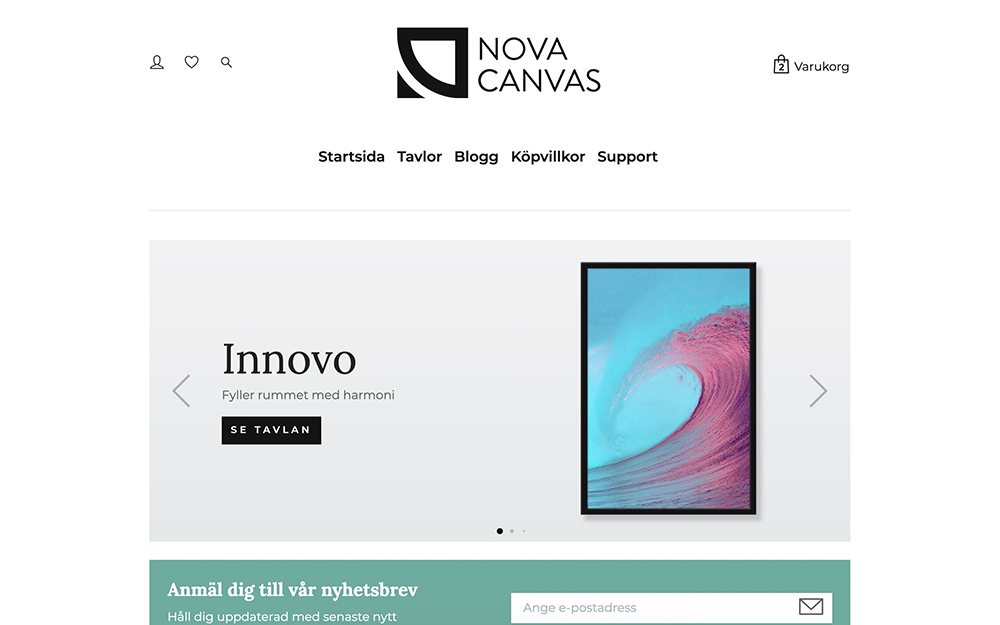 NOVA
CANVAS
2 Varukorg
Startsida Tavlor Blogg Köpvillkor Support
Innovo
Fyller rummet med harmoni
SE TAVLAN
Anmäl dig till vår nyhetsbrev
Håll dig uppdaterad med senaste nytt
Ange e-postadress